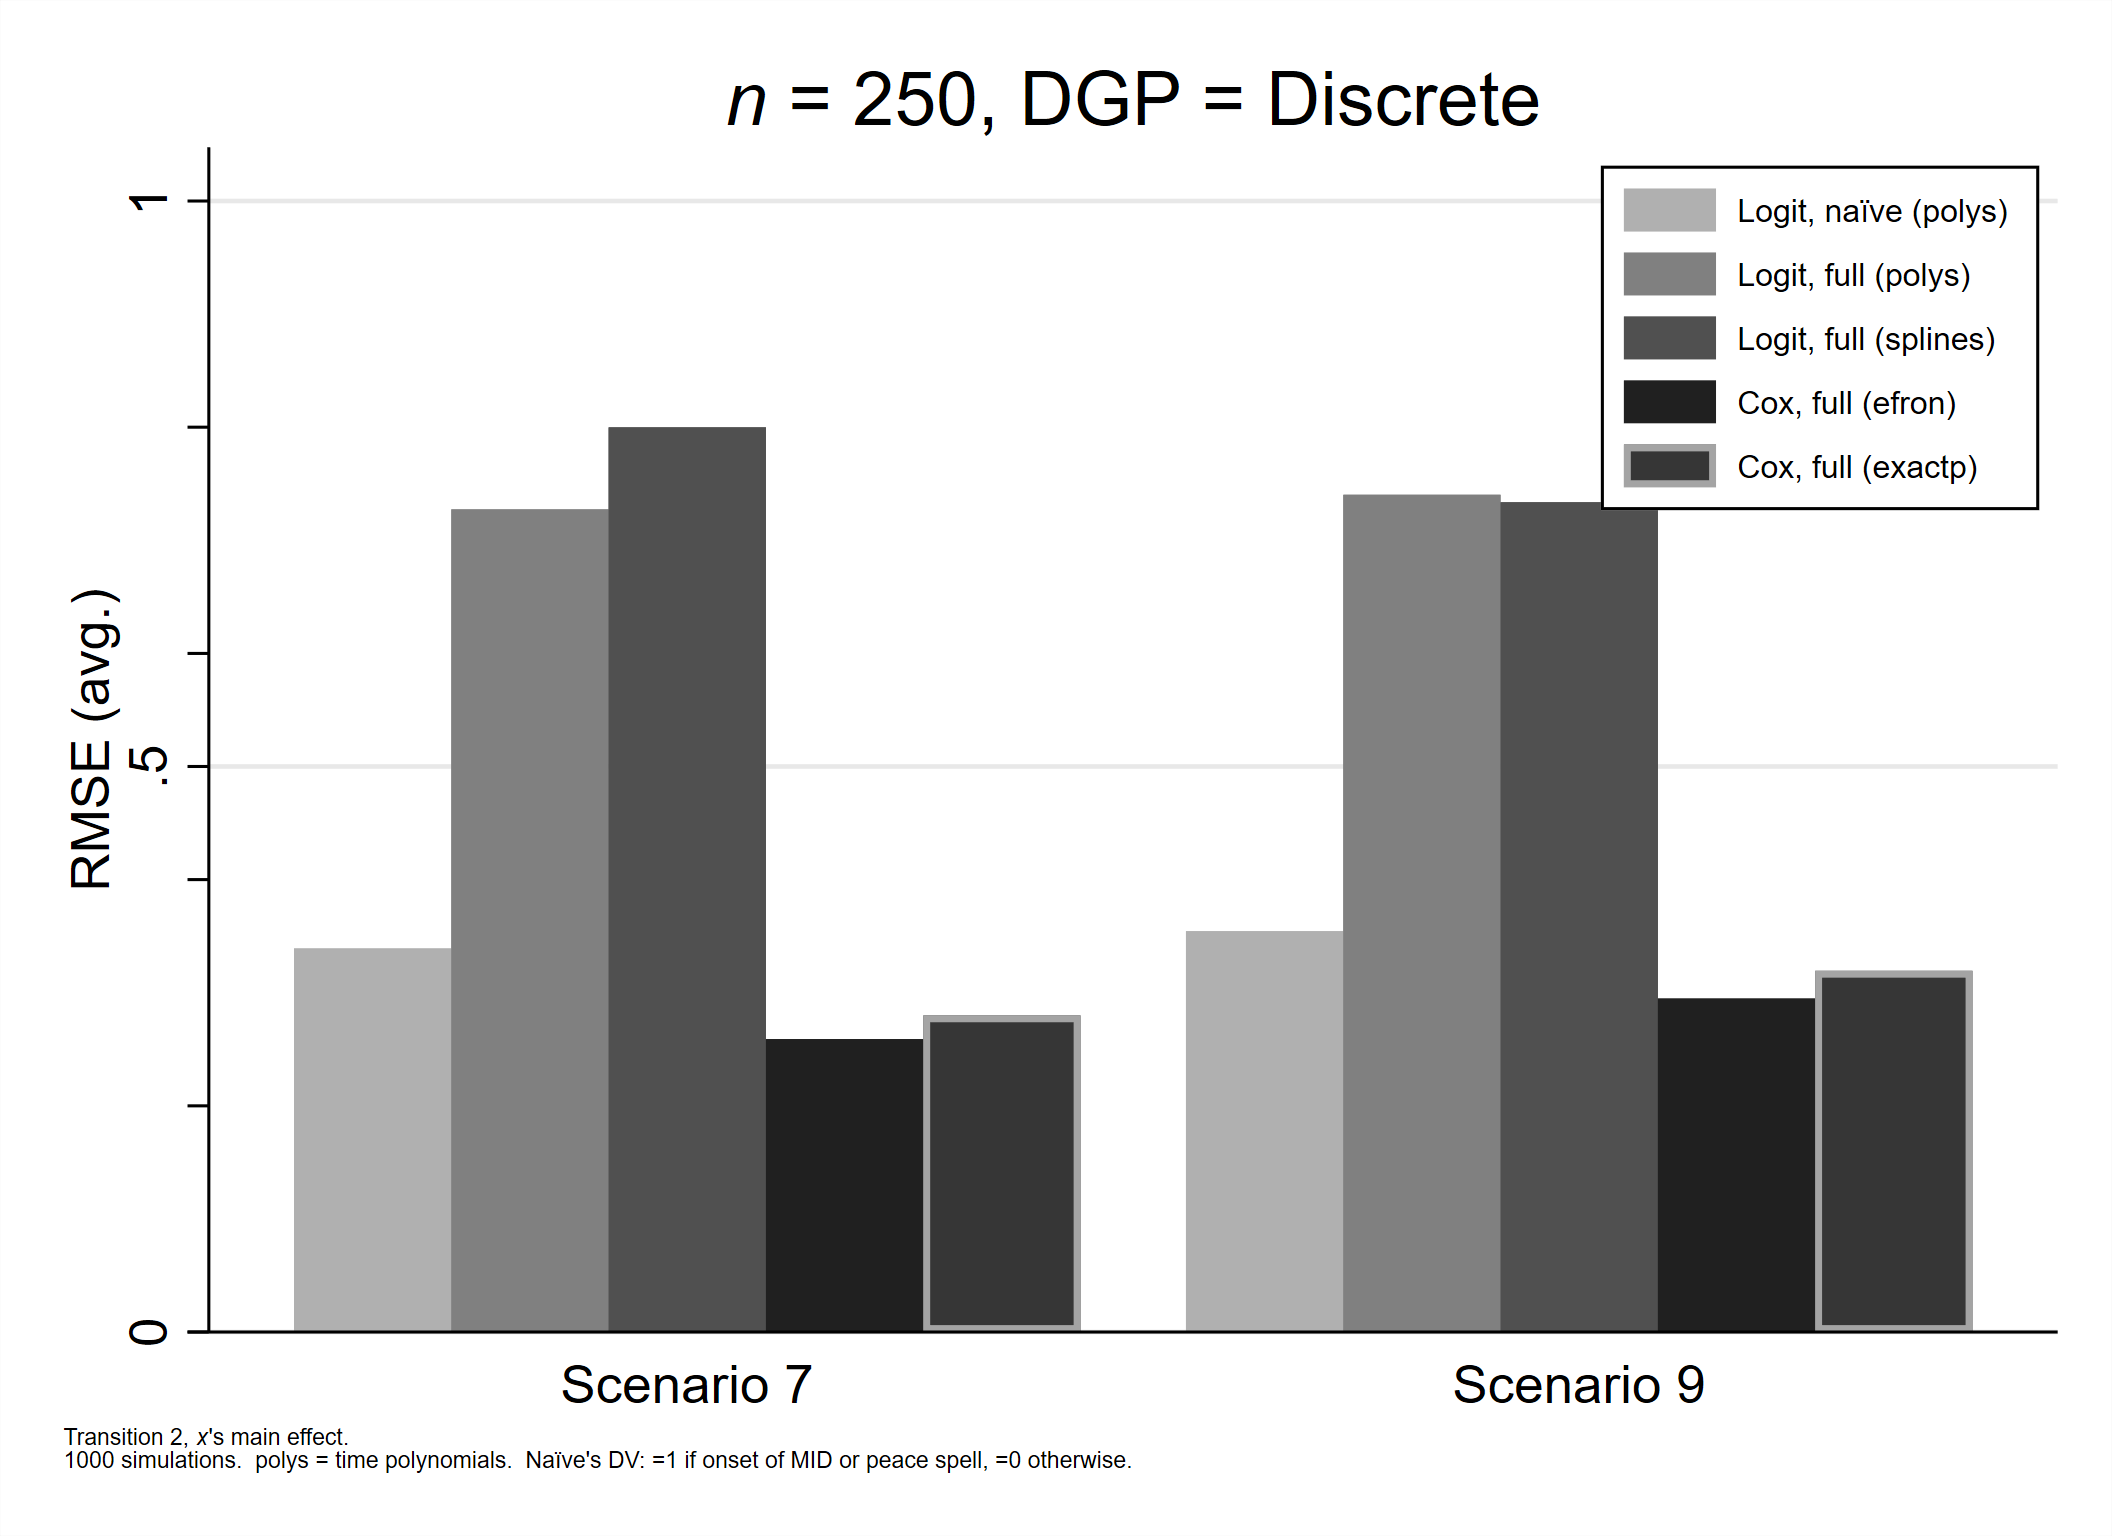 n = 250, DGP = Discrete
RMSE (avg.)
1
.5
0
Logit, naïve (polys)
Logit, full (polys)
Logit, full (splines)
Cox, full (efron)
Cox, full (exactp)
Scenario 7
Scenario 9
Transition 2, x's main effect.
1000 simulations.  polys = time polynomials.  Naïve's DV: =1 if onset of MID or peace spell, =0 otherwise.